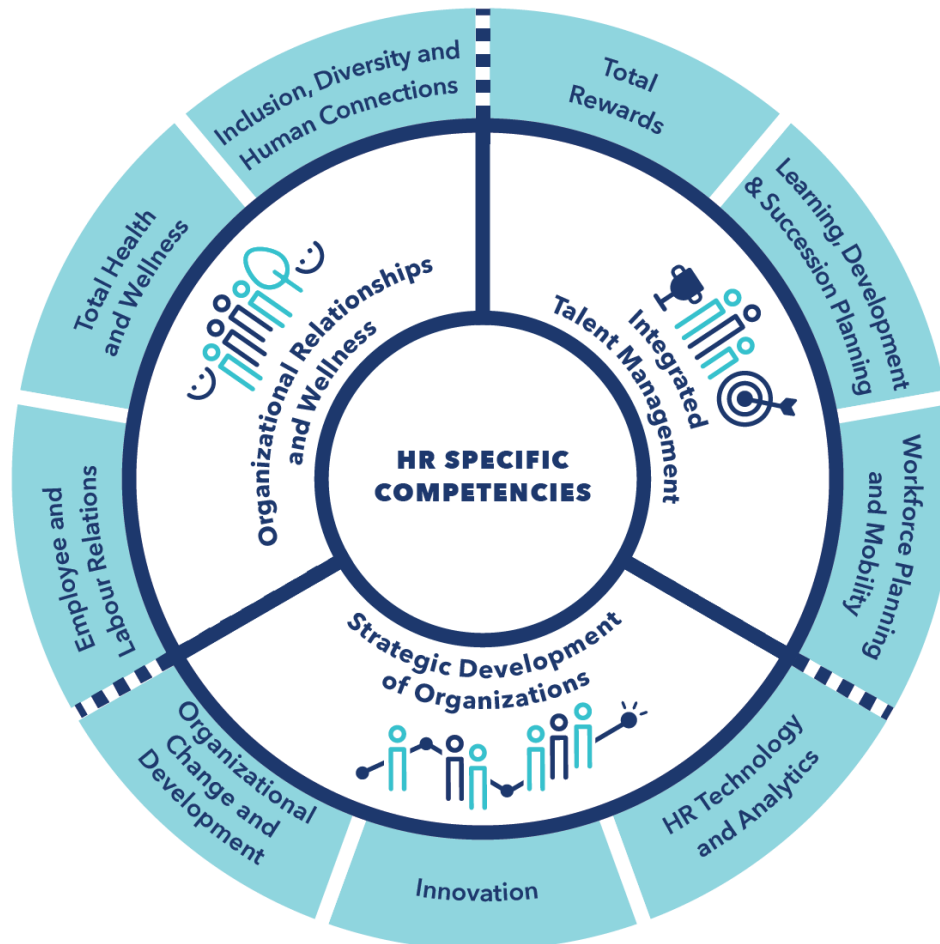 HR SPECIFIC
COMPETENCIES
Integrated
Talent Management
Total
Rewards
Learning, Development
& Succession Planning
Workforce Planning
and Mobility
Strategic Development
of Organizations
HR Technology
and Analytics
Innovation
Organizational
Change and
Development
Organizational Relationships
and Wellness
Employee and
Labour Relations
Total Health
and Wellness
Inclusion, Diversity and
Human Connections